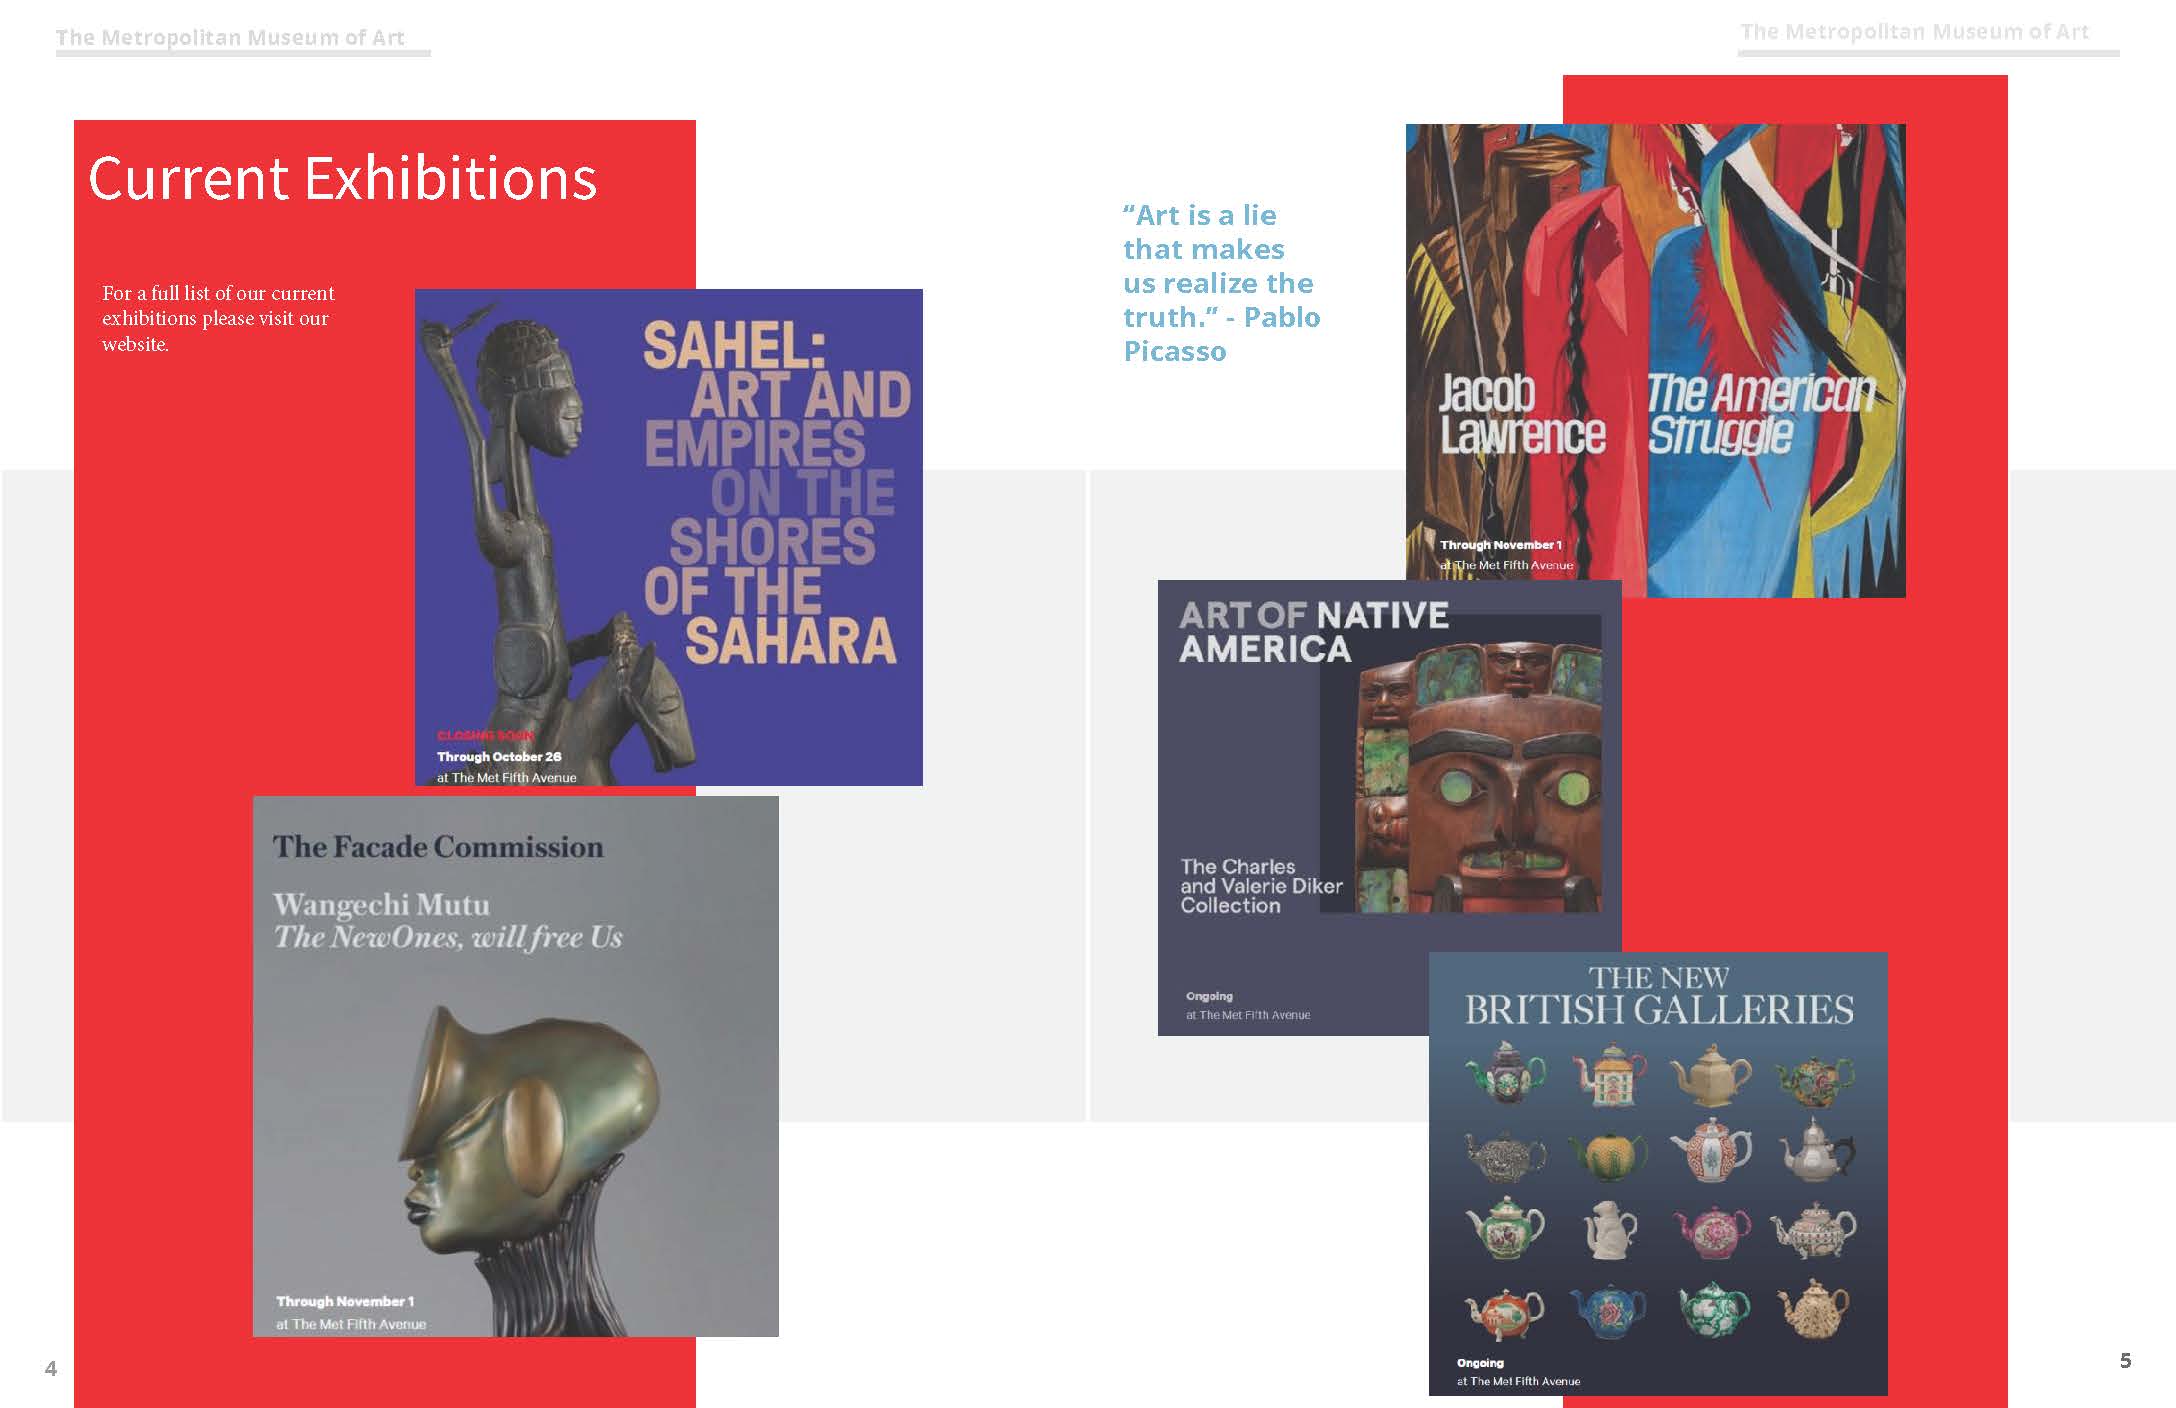 The Metropolitan Museum of Art
Current Exhibitions
For a full list of our current
exhibitions please visit our
website.
SAHEL:
ART AND
EMPIRES
ON THE
SHORES
OF THE
SAHARA
CLOSING SOON
Through October 26
at The Met Fifth Avenue
The Facade Commission
Wangechi Mutu
The NewOnes, will free Us
Through November 1
at The Met Fifth Avenue
4
The Metropolitan Museum of Art
“Art is a lie
that makes
us realize the
truth.” - Pablo
Picasso
Jacob
Lawrence
The American
Struggle
Through November 1
at The Met Fifth Avenue
ART OF NATIVE
AMERICA
The Charles
and Valerie Diker
Collection
Ongoing
at The Met Fifth Avenue
THE NEW
BRITISH GALLERIES
Ongoing
at The Met Fifth Avenue
5